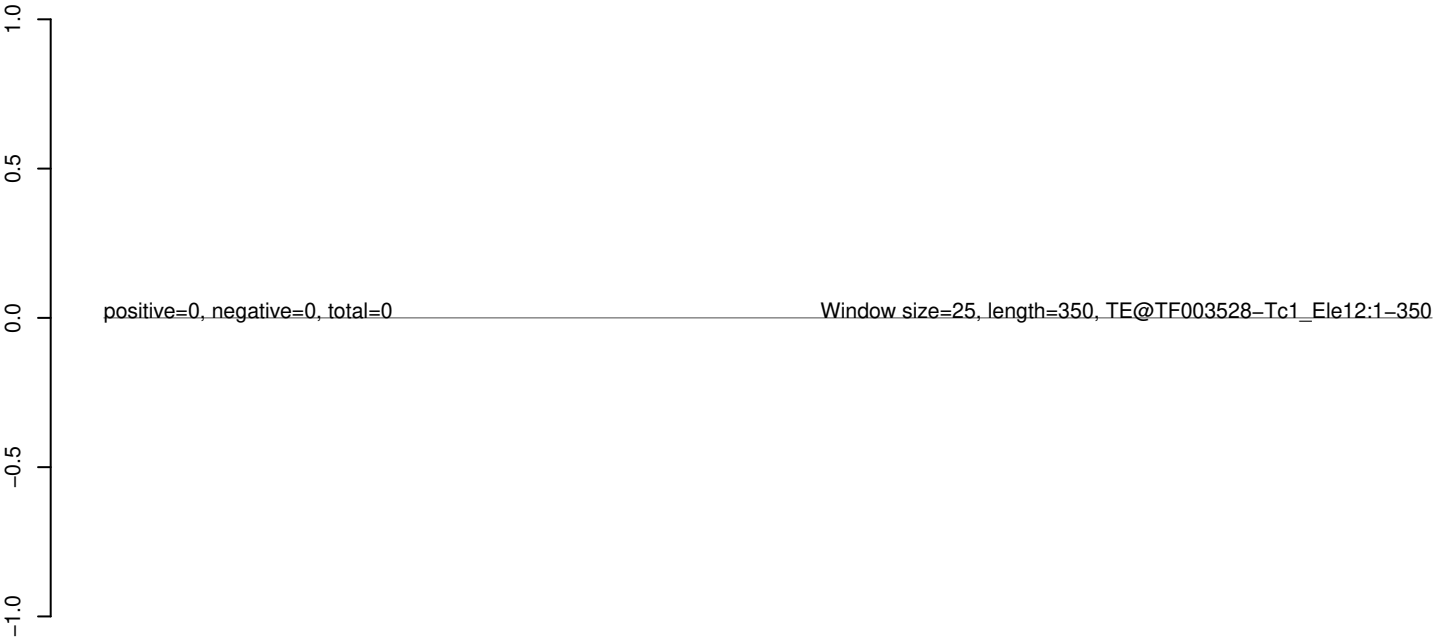 1.0
0.5
positive=0, negative=0, total=0
Window size=25, length=350, TE@TF003528−Tc1_Ele12:1−350
0.0
−0.5
−1.0